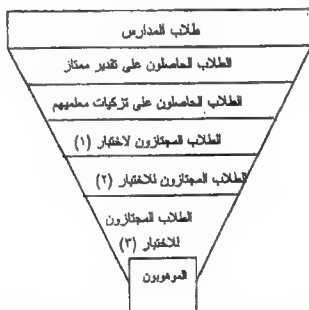 طلاب المدارس
الطلاب الحاصلون على تقدير ممتاز
الطلاب الحاصلون على تزكيات معلميهم
الطلاب المجتازون لاختبار (١)
الطلاب المجتازون للاختبار (٢)
الطلاب المجتازون
للاختبار (٣)
الموهوبون